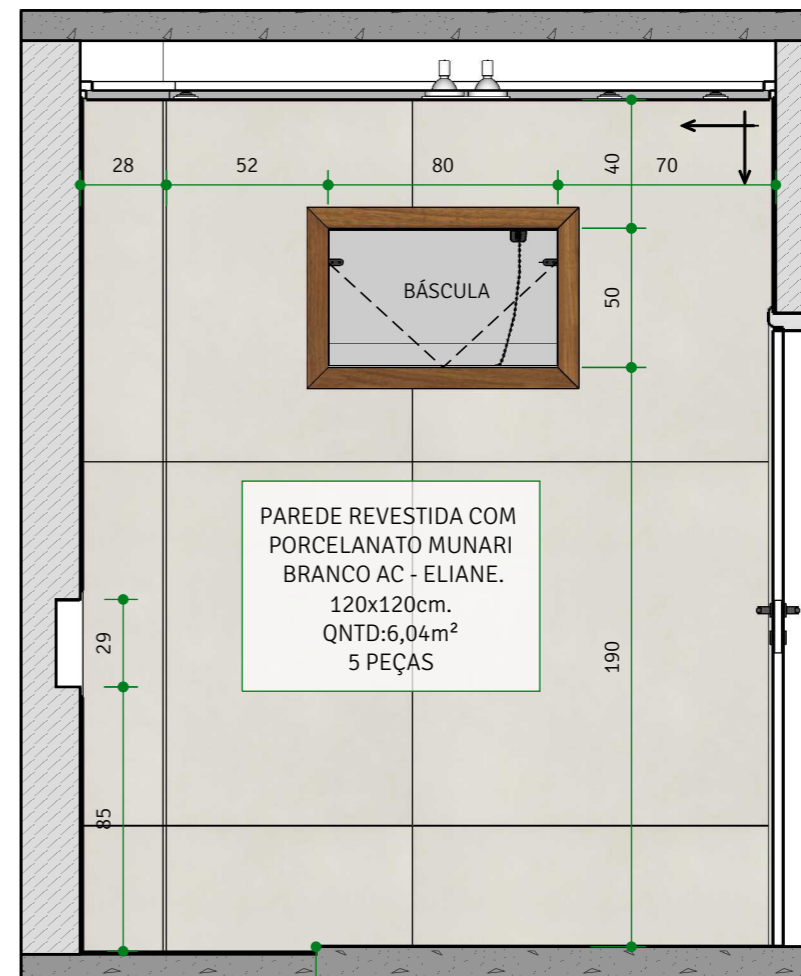 28
52
80
40
70
BÁSCULA
50
PAREDE REVESTIDA COM
PORCELANATO MUNARI
BRANCO AC - ELIANE.
120x120cm.
QNTD:6,04m²
5 PEÇAS
29
190
85